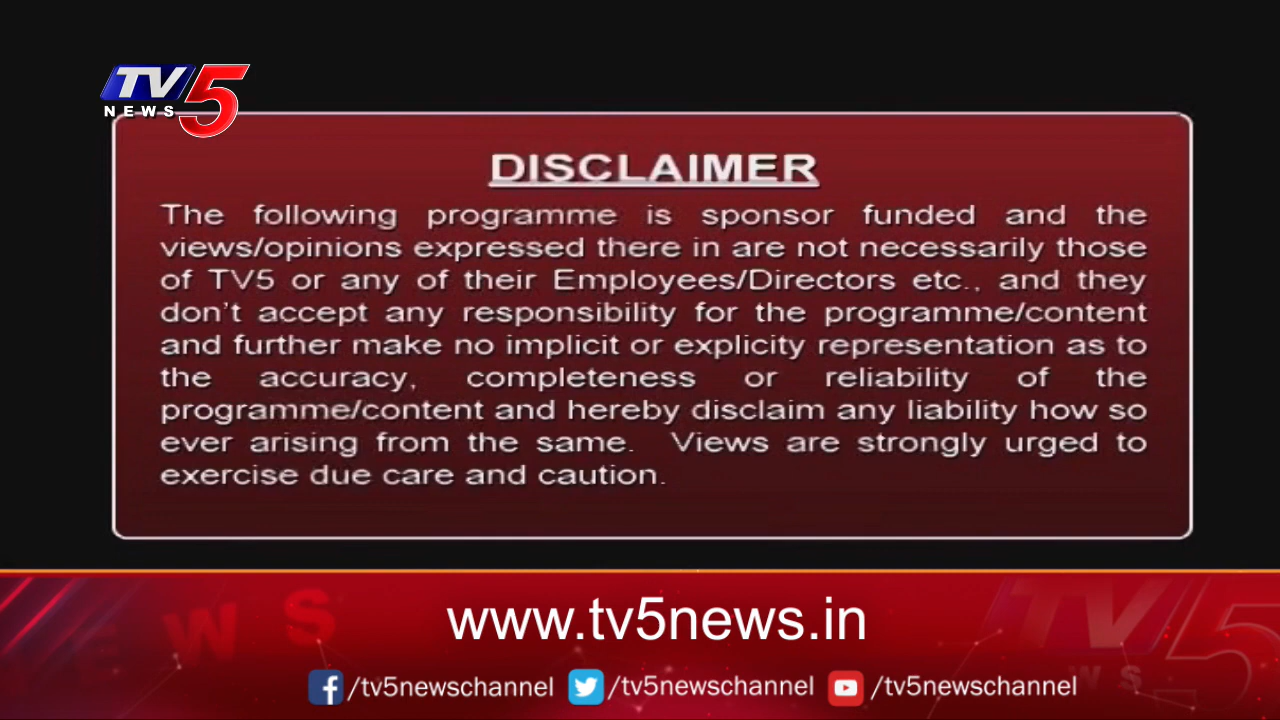 TV5
NEWS
DISCLAIMER
The following programme is sponsor funded and the
views/opinions expressed there in are not necessarily those
of TV5 or any of their Employees/Directors etc., and they
don't accept any responsibility for the programme/content
and further make no implicit or explicity representation as to
the accuracy, completeness or reliability of the
programme/content and hereby disclaim any liability how so
ever arising from the same. Views are strongly urged to
exercise due care and caution.
NEWS
TV5
WS
www.tv5news.in
/tv5newschannel /tv5newschannel /tv5newschannel